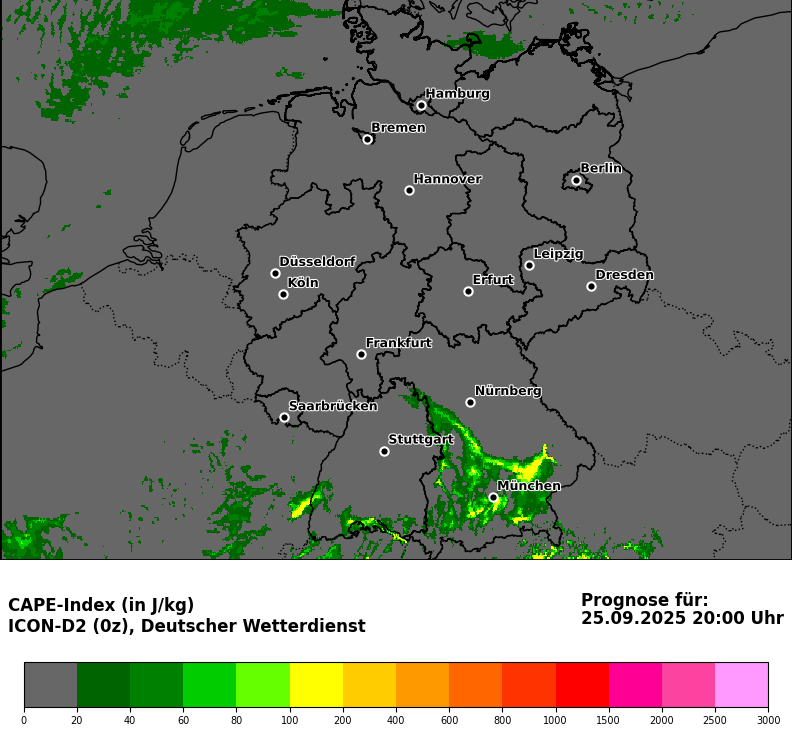 Hamburg
Bremen
Berlin
Hannover
Leipzig
Düsseldorf
Dresden
Köln
Erfurt
Frankfurt
Nürnberg
Saarbrücken
Stuttgart
München
CAPE-Index (in J/kg)
ICON-D2 (0z), Deutscher Wetterdienst
Prognose für:
25.09.2025 20:00 Uhr
0 20 40 60 80 100 200 400 600 800 1000 1500 2000 2500 3000